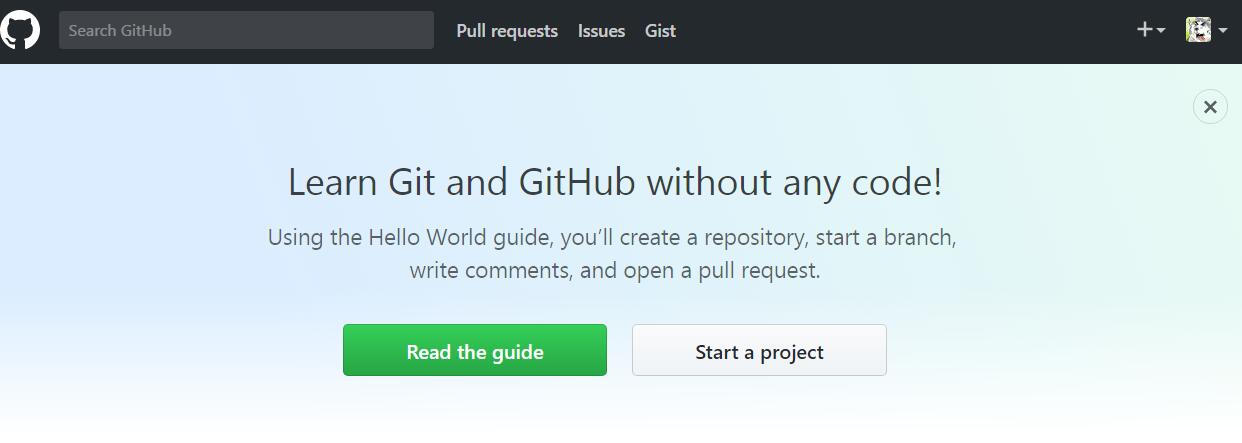 Search GitHub Pull requests Issues Gist
Learn Git and GitHub without any code!
Using the Hello World guide, you’ll create a repository, start a branch,
write comments, and open a pull request.
Read the guide Start a project